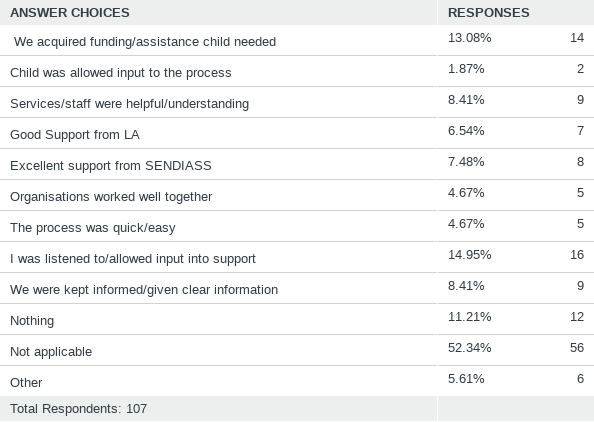 ANSWER CHOICES RESPONSES
We acquired funding/assistance child needed 13.08% 14
Child was allowed input to the process 1.87% 2
Services/staff were helpful/understanding 8.41% 9
Good Support from LA 6.54% 7
Excellent support from SENDIASS 7.48% 8
Organisations worked well together 4.67% 5
The process was quick/easy 4.67% 5
I was listened to/allowed input into support 14.95% 16
We were kept informed/given clear information 8.41% 9
Nothing 11.21% 12
Not applicable 52.34% 56
Other 5.61% 6
Total Respondents: 107